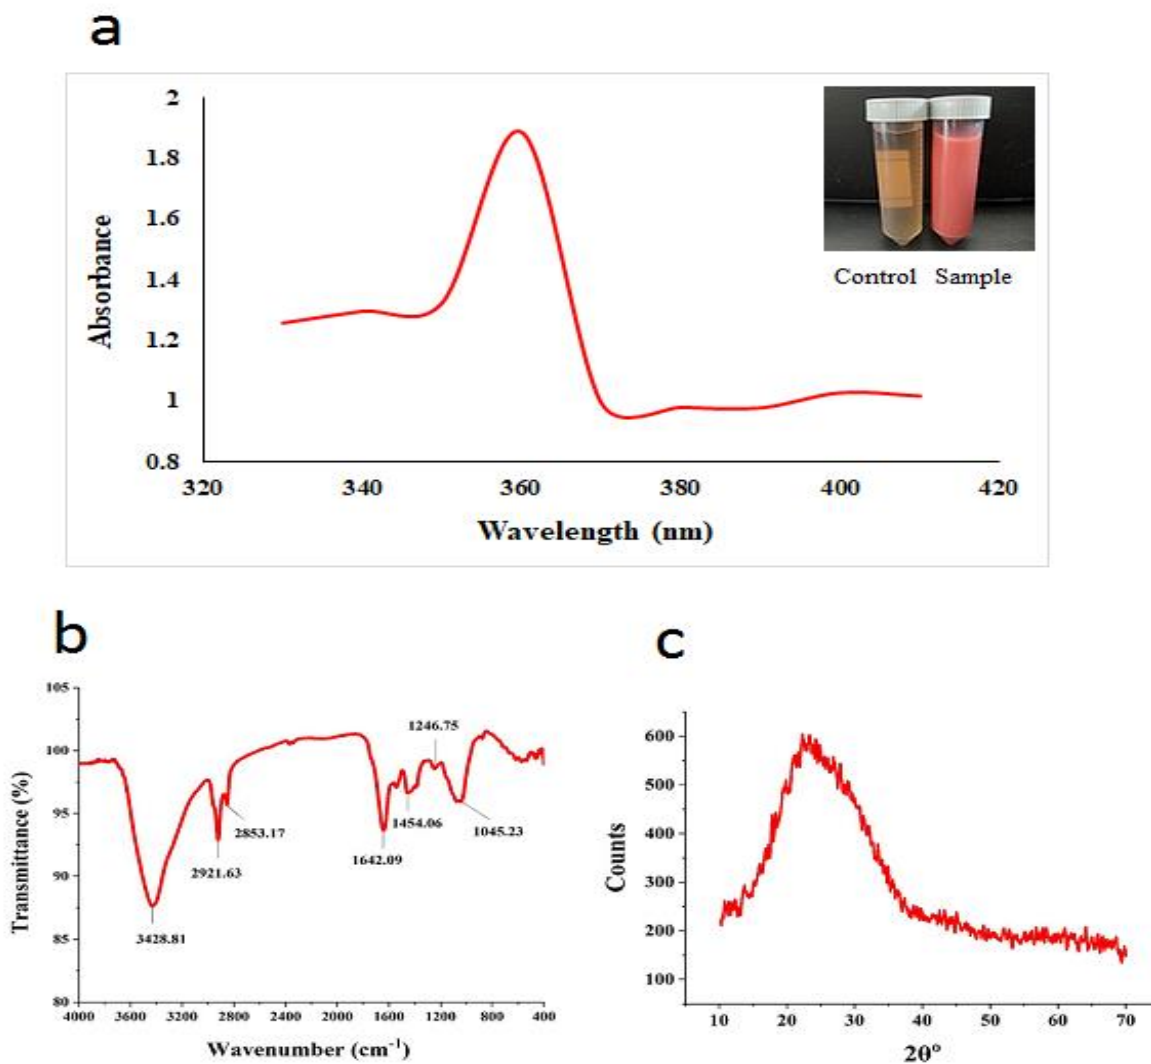 a
2
1.8
1.6
1.4
1.2
1
0.8
Absorbance
320 340 360 380 400 420
Wavelength (nm)
Control Sample
b
105
100
95
90
85
80
Transmittance (%)
1246.75
2853.17
1454.06
1045.23
2921.63
1642.09
3428.81
4000 3600 3200 2800 2400 2000 1600 1200 800 400
Wavenumber (cm⁻¹)
c
600
500
400
300
200
100
Counts
10 20 30 40 50 60 70
2θ°